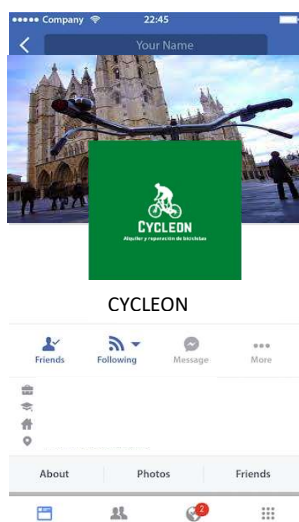 Company 22:45
Your Name
CYCLEON
Alquiler y reparación de bicicletas
CYCLEON
Friends Following Message More
About Photos Friends
2